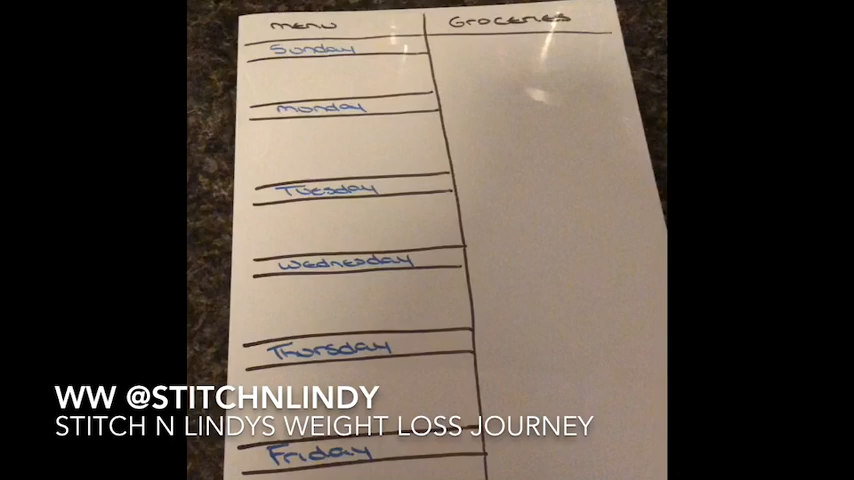 MENU
GROCERIES
Sunday
Monday
Tuesday
Wednesday
Thursday
WW @STITCHNLINDY
STITCH N LINDYS WEIGHT LOSS JOURNEY
Friday